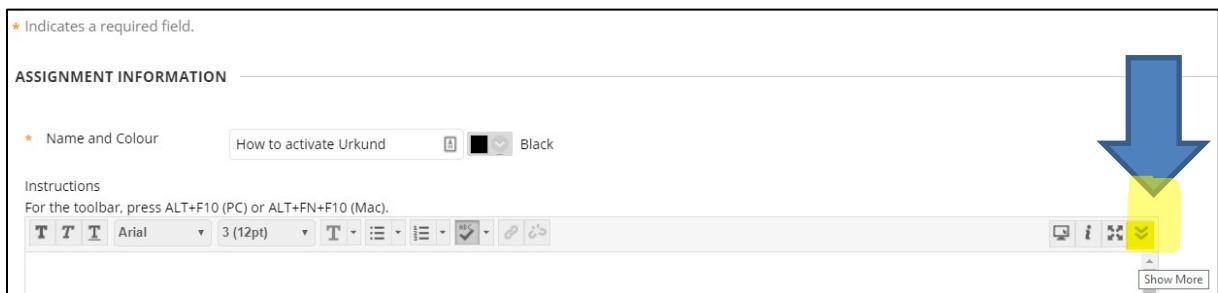 * Indicates a required field.
ASSIGNMENT INFORMATION
* Name and Colour How to activate Urkund Black
Instructions
For the toolbar, press ALT+F10 (PC) or ALT+FN+F10 (Mac).
T T T Arial 3 (12pt) T ABC i
Show More